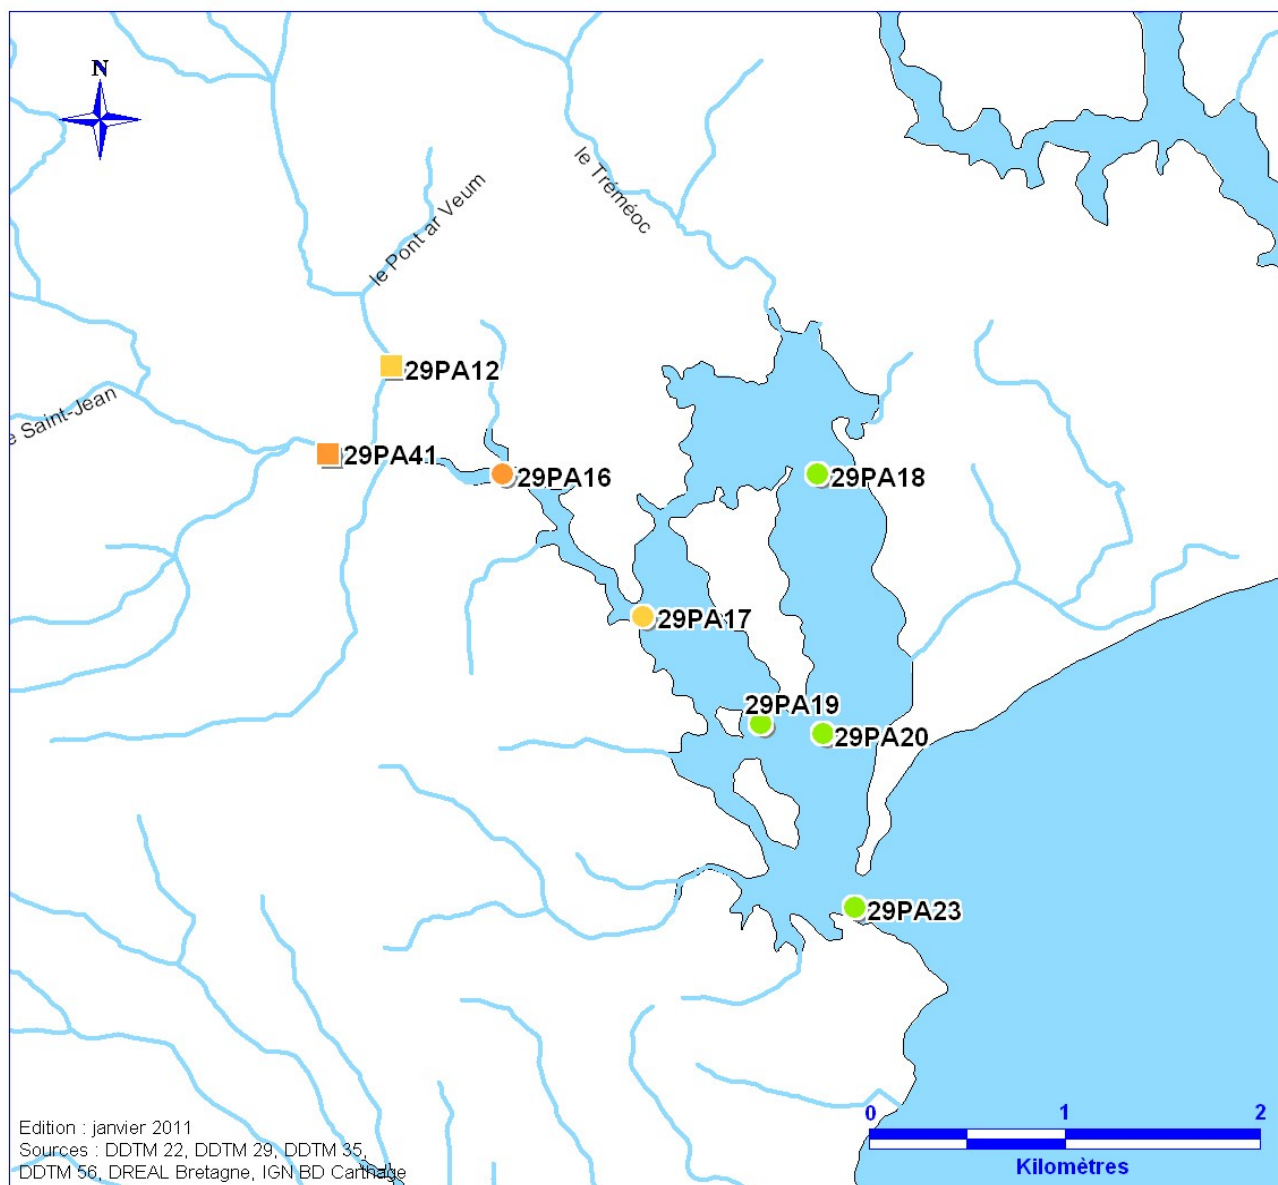 N
le Tréméoc
le Pont ar Veum
29PA12
e Saint-Jean
29PA41
29PA16
29PA18
29PA17
29PA19
29PA20
29PA23
0 1 2
Kilomètres
Edition : janvier 2011
Sources : DDTM 22, DDTM 29, DDTM 35,
DDTM 56, DREAL Bretagne, IGN BD Carthage